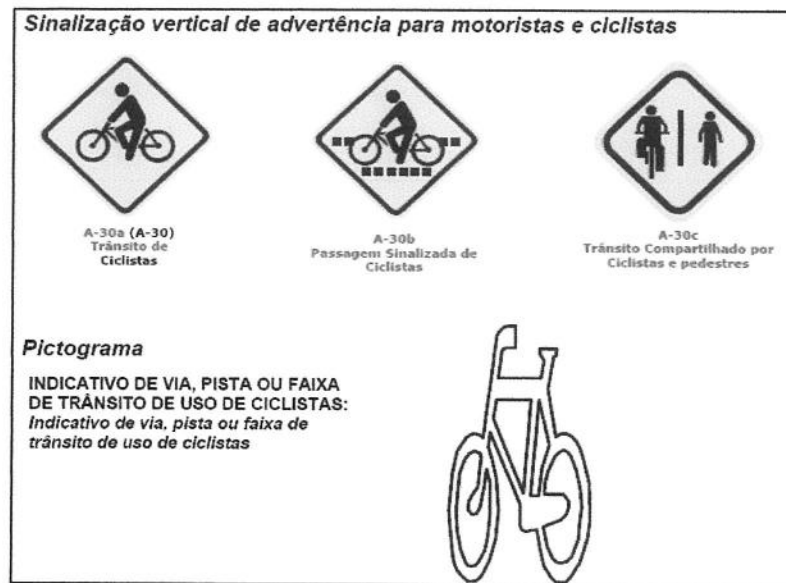 Sinalização vertical de advertência para motoristas e ciclistas
A-30a (A-30)
Trânsito de
Ciclistas
A-30b
Passagem Sinalizada de
Ciclistas
A-30c
Trânsito Compartilhado por
Ciclistas e pedestres
Pictograma
INDICATIVO DE VIA, PISTA OU FAIXA
DE TRÂNSITO DE USO DE CICLISTAS:
Indicativo de via, pista ou faixa de
trânsito de uso de ciclistas